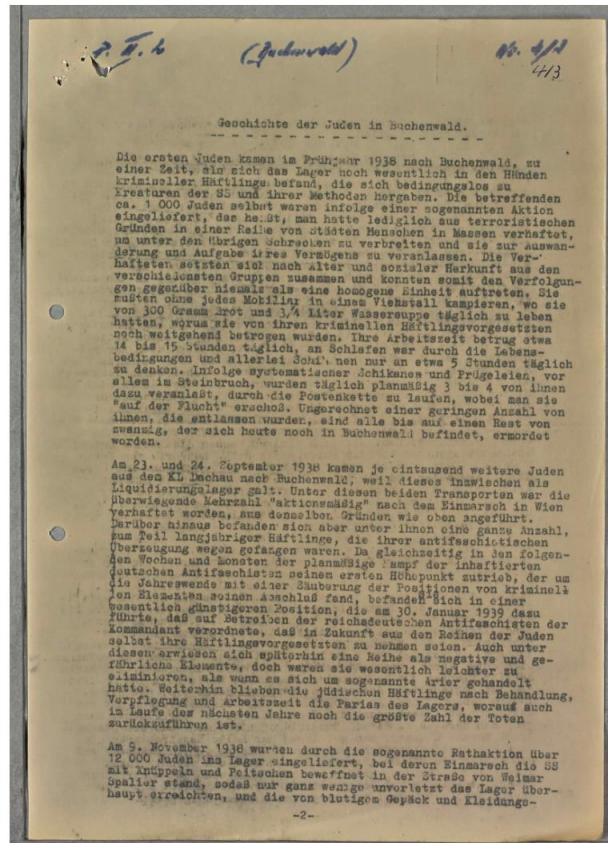 (Buchenwald)
413
Geschichte der Juden in Buchenwald.
Die ersten Juden kamen im Frühjahr 1938 nach Buchenwald, zu
einer Zeit, als sich das Lager noch wesentlich in den Händen
krimineller Häftlinge befand, die sich bedingungslos zu
Kreaturen der SS und ihrer Methoden hergaben. Die betreffenden
ca. 1 000 Juden selbst waren infolge einer sogenannten Aktion
eingeliefert, das heißt, man hatte lediglich aus terroristischen
Gründen in einer Reihe von Städten Menschen in Massen verhaftet,
um unter den übrigen Schrecken zu verbreiten und sie zur Auswan-
derung und Aufgabe ihres Vermögens zu veranlassen. Die Ver-
hafteten setzten sich nach Alter und sozialer Herkunft aus den
verschiedensten Gruppen zusammen und konnten somit den Verfolgun-
gen gegenüber niemals als eine homogene Einheit auftreten. Sie
mußten ohne jedes Mobiliar in einem Viehstall kampieren, wo sie
von 300 Gramm Brot und 3/4 Liter Wassersuppe täglich zu leben
hatten, worum sie von ihren kriminellen Häftlingsvorgesetzten
noch weitgehend betrogen wurden. Ihre Arbeitszeit betrug etwa
14 bis 15 Stunden täglich, an Schlafen war durch die Lebens-
bedingungen und allerlei Schikanen nur an etwa 5 Stunden täglich
zu denken. Infolge systematischer Schikanen und Prügeleien, vor
allem im Steinbruch, wurden täglich planmäßig 3 bis 4 von ihnen
dazu veranlaßt, durch die Postenkette zu laufen, wobei man sie
"auf der Flucht" erschoß. Ungerechnet einer geringen Anzahl von
ihnen, die entlassen wurden, sind alle bis auf einen Rest von
zwanzig, der sich heute noch in Buchenwald befindet, ermordet
worden.
Am 23. und 24. September 1938 kamen je eintausend weitere Juden
aus dem KL Dachau nach Buchenwald, weil dieses inzwischen als
Liquidierungslager galt. Unter diesen beiden Transporten war die
überwiegende Mehrzahl "aktionsmäßig" nach dem Einmarsch in Wien
verhaftet worden, aus denselben Gründen wie oben angeführt.
Darüber hinaus befanden sich aber unter ihnen eine ganze Anzahl,
zum Teil langjähriger Häftlinge, die ihrer antifaschistischen
Überzeugung wegen gefangen waren. Da gleichzeitig in den folgen-
den Wochen und Monaten der planmäßige Kampf der inhaftierten
deutschen Antifaschisten seinem ersten Höhepunkt zutrieb, der um
die Jahreswende mit einer Säuberung der Positionen von kriminell
en Elementen seinen Abschluß fand, befanden sich in einer
wesentlich günstigeren Position, die am 30. Januar 1939 dazu
führte, daß auf Betreiben der reichsdeutschen Antifaschisten der
Kommandant verordnete, daß in Zukunft aus den Reihen der Juden
selbst ihre Häftlingsvorgesetzten zu nehmen seien. Auch unter
diesen erwiesen sich späterhin eine Reihe als negative und ge-
fährliche Elemente, doch waren sie wesentlich leichter zu
eliminieren, als wenn es sich um sogenannte Arier gehandelt
hätte. Weiterhin blieben die jüdischen Häftlinge nach Behandlung,
Verpflegung und Arbeitszeit die Parias des Lagers, worauf auch
im Laufe des nächsten Jahre noch die größte Zahl der Toten
zurückzuführen ist.
Am 9. November 1938 wurden durch die sogenannte Rathaktion über
12 000 Juden ins Lager eingeliefert, bei deren Einmarsch die SS
mit Knüppeln und Peitschen bewaffnet in der Straße von Weimar
Spalier stand, sodaß nur ganz wenige unverletzt das Lager über-
haupt erreichten, und die von blutigem Gepäck und Kleidungs-
-2-